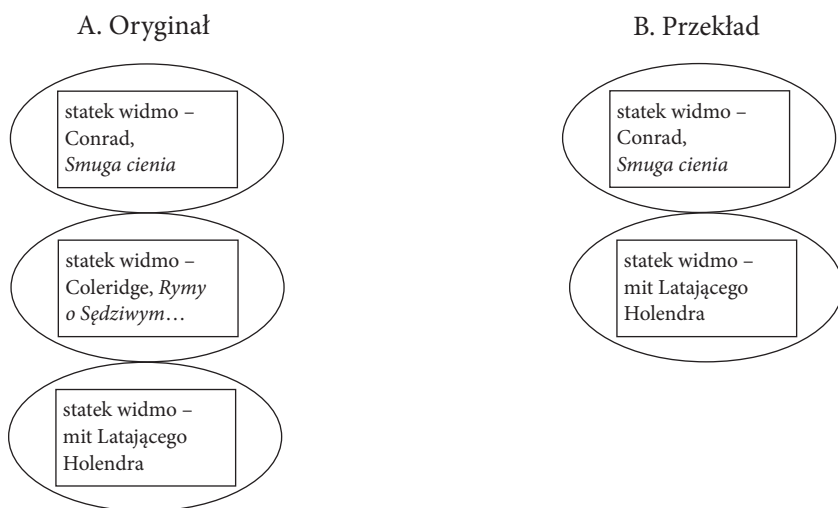 A. Oryginał
statek widmo –
Conrad,
Smuga cienia
statek widmo –
Coleridge, Rymy
o Sędziwym…
statek widmo –
mit Latającego
Holendra
B. Przekład
statek widmo –
Conrad,
Smuga cienia
statek widmo –
mit Latającego
Holendra